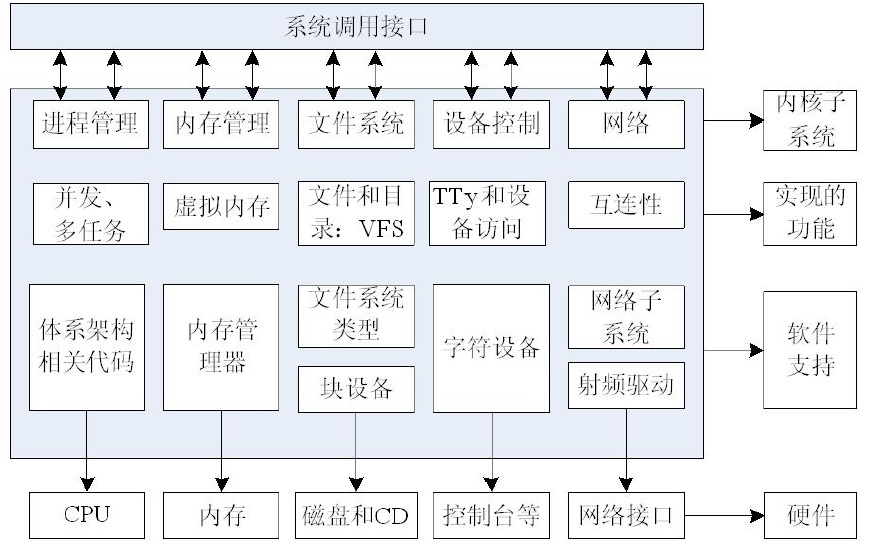 系统调用接口
进程管理
内存管理
文件系统
设备控制
网络
内核子
系统
并发、
多任务
虚拟内存
文件和目
录：VFS
TTy和设
备访问
互连性
实现的
功能
体系架构
相关代码
内存管
理器
文件系统
类型
块设备
字符设备
网络子
系统
射频驱动
软件
支持
CPU
内存
磁盘和CD
控制台等
网络接口
硬件